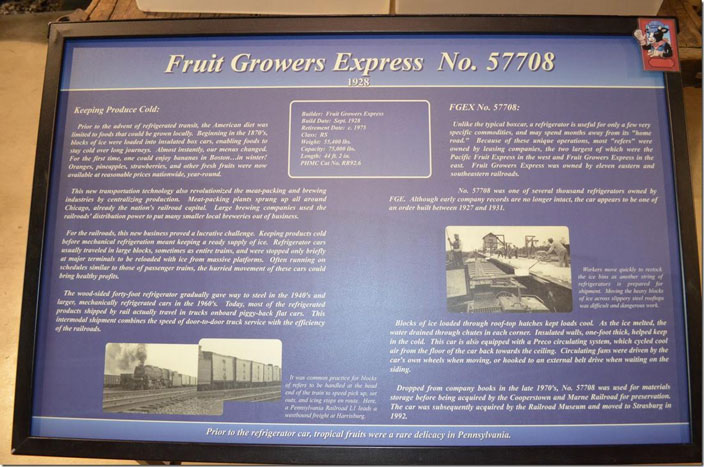 Fruit Growers Express No. 57708
1928
Keeping Produce Cold:
Prior to the advent of refrigerated transit, the American diet was
limited to foods that could be grown locally. Beginning in the 1870's,
blocks of ice were loaded into insulated box cars, enabling foods to
stay cold over long journeys. Almost instantly, our menus changed.
For the first time, one could enjoy bananas in Boston...in winter!
Oranges, pineapples, strawberries, and other fresh fruits were now
available at reasonable prices nationwide, year-round.
This new transportation technology also revolutionized the meat-packing and brewing
industries by centralizing production. Meat-packing plants sprung up all around
Chicago, already the nation's railroad capital. Large brewing companies used the
railroads' distribution power to put many smaller local breweries out of business.
For the railroads, this new business proved a lucrative challenge. Keeping products cold
before mechanical refrigeration meant keeping a ready supply of ice. Refrigerator cars
usually traveled in large blocks, sometimes as entire trains, and were stopped only briefly
at major terminals to be reloaded with ice from massive platforms. Often running on
schedules similar to those of passenger trains, the hurried movement of these cars could
bring healthy profits.
The wood-sided forty-foot refrigerator gradually gave way to steel in the 1940's and
larger, mechanically refrigerated cars in the 1960's. Today, most of the refrigerated
products shipped by rail actually travel in trucks onboard piggy-back flat cars. This
intermodal shipment combines the speed of door-to-door truck service with the efficiency
of the railroads.
It was common practice for blocks
of reefers to be handled at the head
end of the train to speed pick up, set
outs, and icing stops en route. Here,
a Pennsylvania Railroad L1 leads a
westbound freight at Harrisburg.
Builder: Fruit Growers Express
Build Date: Sept. 1928
Retirement Date: c. 1975
Class: RS
Weight: 55,400 lbs.
Capacity: 75,000 lbs.
Length: 44 ft. 2 in.
PHMC Cat No. RR92.6
FGEX No. 57708:
Unlike the typical boxcar, a refrigerator is useful for only a few very
specific commodities, and may spend months away from its "home
road." Because of these unique operations, most "reefers" were
owned by leasing companies, the two largest of which were the
Pacific Fruit Express in the west and Fruit Growers Express in the
east. Fruit Growers Express was owned by eleven eastern and
southeastern railroads.
No. 57708 was one of several thousand refrigerators owned by
FGE. Although early company records are no longer intact, the car appears to be one of
an order built between 1927 and 1931.
Workers move quickly to restock
the ice bins as another string of
refrigerators is prepared for
shipment. Moving the heavy blocks
of ice across slippery steel rooftops
was difficult and dangerous work.
Blocks of ice loaded through roof-top hatches kept loads cool. As the ice melted, the
water drained through chutes in each corner. Insulated walls, one-foot thick, helped keep
in the cold. This car is also equipped with a Preco circulating system, which cycled cool
air from the floor of the car back towards the ceiling. Circulating fans were driven by the
car's own wheels when moving, or hooked to an external belt drive when waiting on the
siding.
Dropped from company books in the late 1970's, No. 57708 was used for materials
storage before being acquired by the Cooperstown and Marne Railroad for preservation.
The car was subsequently acquired by the Railroad Museum and moved to Strasburg in
1992.
Prior to the refrigerator car, tropical fruits were a rare delicacy in Pennsylvania.